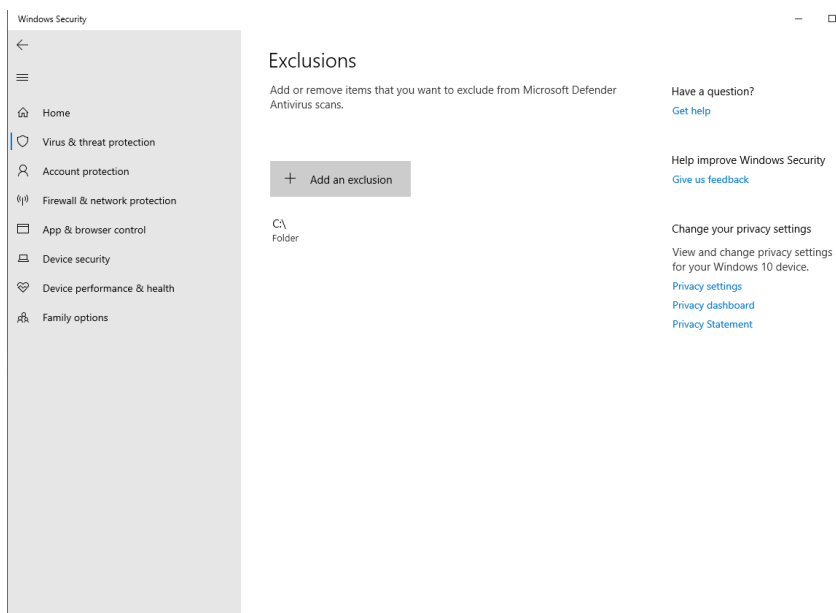 Windows Security
Home
Virus & threat protection
Account protection
Firewall & network protection
App & browser control
Device security
Device performance & health
Family options
Exclusions
Add or remove items that you want to exclude from Microsoft Defender
Antivirus scans.
Add an exclusion
C:\
Folder
Have a question?
Get help
Help improve Windows Security
Give us feedback
Change your privacy settings
View and change privacy settings
for your Windows 10 device.
Privacy settings
Privacy dashboard
Privacy Statement